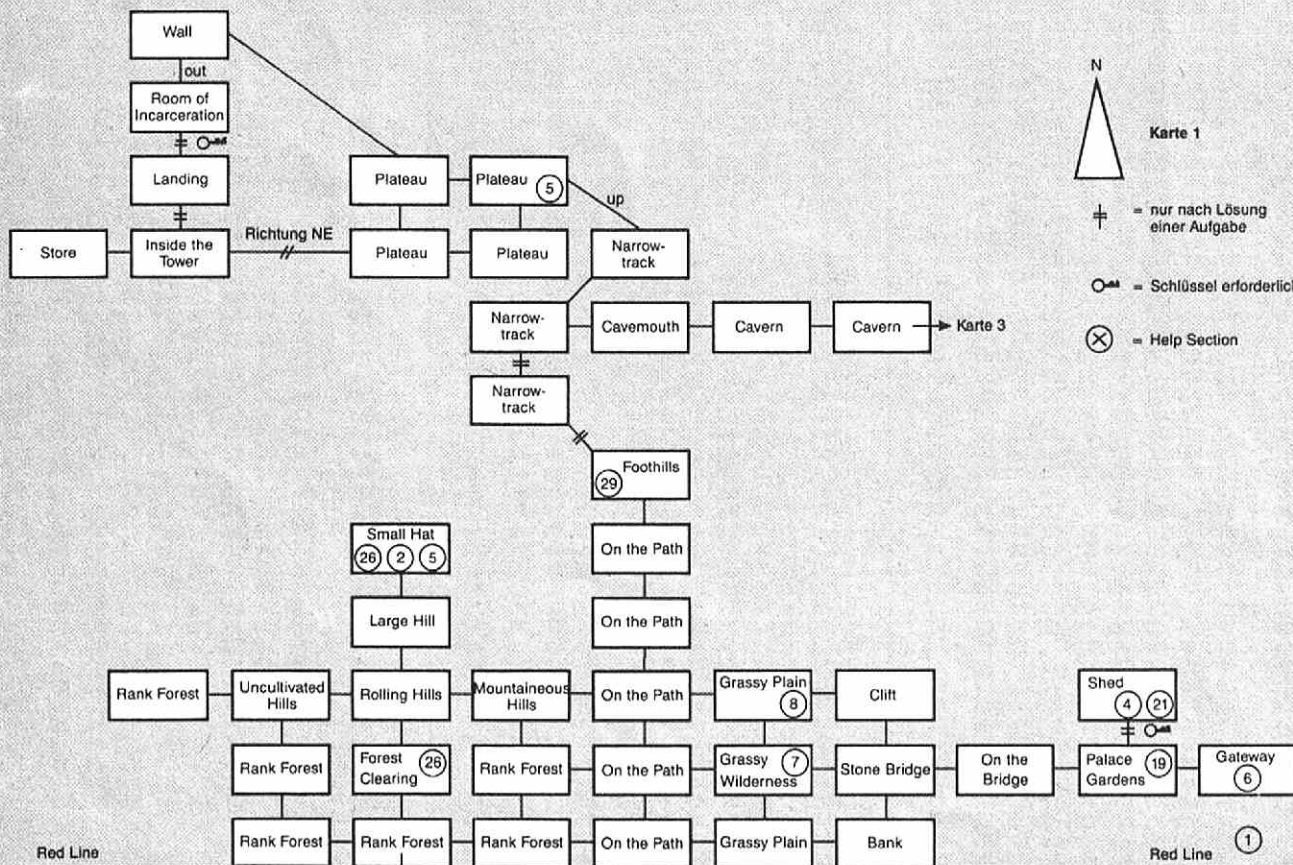 Wall
out
Room of
Incarceration
Landing
Store
Inside the
Tower
Richtung NE
Plateau
Plateau
5
up
Plateau
Plateau
Narrow-
track
Narrow-
track
Cavemouth
Cavern
Cavern
Karte 3
Narrow-
track
Foothills
29
N
Karte 1
= nur nach Lösung
einer Aufgabe
= Schlüssel erforderlich
= Help Section
Small Hat
26 2 5
On the Path
Large Hill
On the Path
Rank Forest
Uncultivated
Hills
Rolling Hills
Mountaineous
Hills
On the Path
Grassy Plain
8
Clift
Shed
4 21
Rank Forest
Forest
Clearing
26
Rank Forest
On the Path
Grassy
Wilderness
7
Stone Bridge
On the
Bridge
Palace
Gardens
19
Gateway
6
Rank Forest
Rank Forest
Rank Forest
On the Path
Grassy Plain
Bank
Red Line
Red Line
1